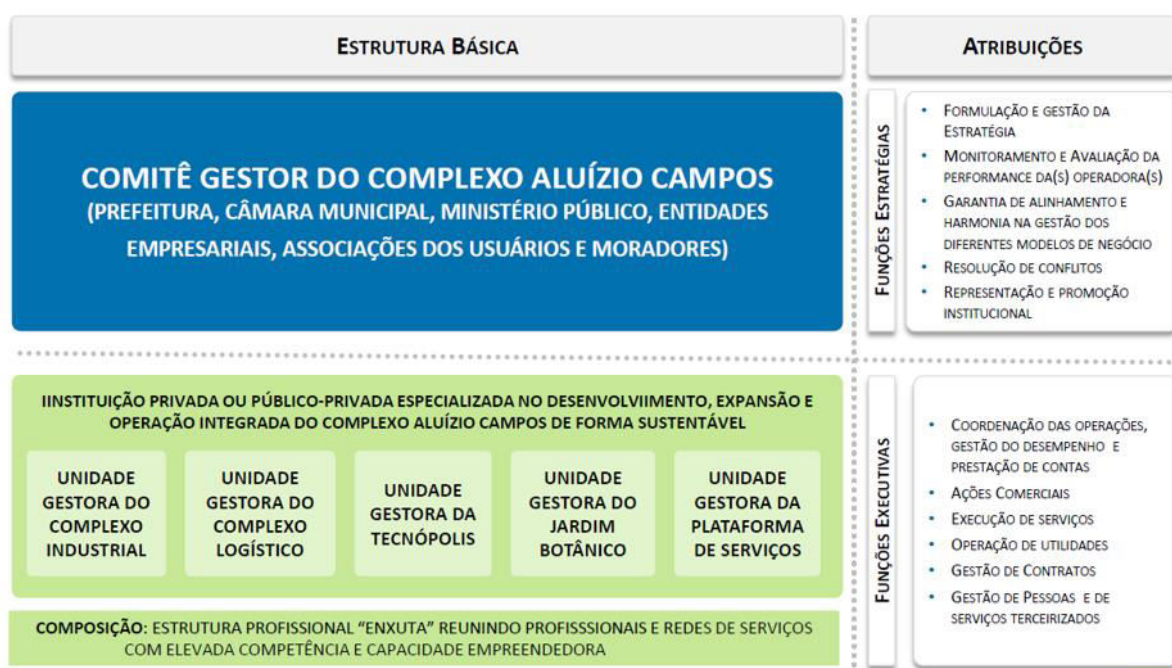 ESTRUTURA BÁSICA
ATRIBUIÇÕES
COMITÊ GESTOR DO COMPLEXO ALUÍZIO CAMPOS
(PREFEITURA, CÂMARA MUNICIPAL, MINISTÉRIO PÚBLICO, ENTIDADES
EMPRESARIAIS, ASSOCIAÇÕES DOS USUÁRIOS E MORADORES)
FUNÇÕES ESTRATÉGIAS
• FORMULAÇÃO E GESTÃO DA
ESTRATÉGIA
• MONITORAMENTO E AVALIAÇÃO DA
PERFORMANCE DA(S) OPERADORA(S)
• GARANTIA DE ALINHAMENTO E
HARMONIA NA GESTÃO DOS
DIFERENTES MODELOS DE NEGÓCIO
• RESOLUÇÃO DE CONFLITOS
• REPRESENTAÇÃO E PROMOÇÃO
INSTITUCIONAL
IINSTITUIÇÃO PRIVADA OU PÚBLICO-PRIVADA ESPECIALIZADA NO DESENVOLVIIMENTO, EXPANSÃO E
OPERAÇÃO INTEGRADA DO COMPLEXO ALUÍZIO CAMPOS DE FORMA SUSTENTÁVEL
UNIDADE
GESTORA DO
COMPLEXO
INDUSTRIAL
UNIDADE
GESTORA DO
COMPLEXO
LOGÍSTICO
UNIDADE
GESTORA DA
TECNÓPOLIS
UNIDADE
GESTORA DO
JARDIM
BOTÂNICO
UNIDADE
GESTORA DA
PLATAFORMA
DE SERVIÇOS
COMPOSIÇÃO: ESTRUTURA PROFISSIONAL “ENXUTA” REUNINDO PROFISSSIONAIS E REDES DE SERVIÇOS
COM ELEVADA COMPETÊNCIA E CAPACIDADE EMPREENDEDORA
FUNÇÕES EXECUTIVAS
• COORDENAÇÃO DAS OPERAÇÕES,
GESTÃO DO DESEMPENHO E
PRESTAÇÃO DE CONTAS
• AÇÕES COMERCIAIS
• EXECUÇÃO DE SERVIÇOS
• OPERAÇÃO DE UTILIDADES
• GESTÃO DE CONTRATOS
• GESTÃO DE PESSOAS E DE
SERVIÇOS TERCEIRIZADOS